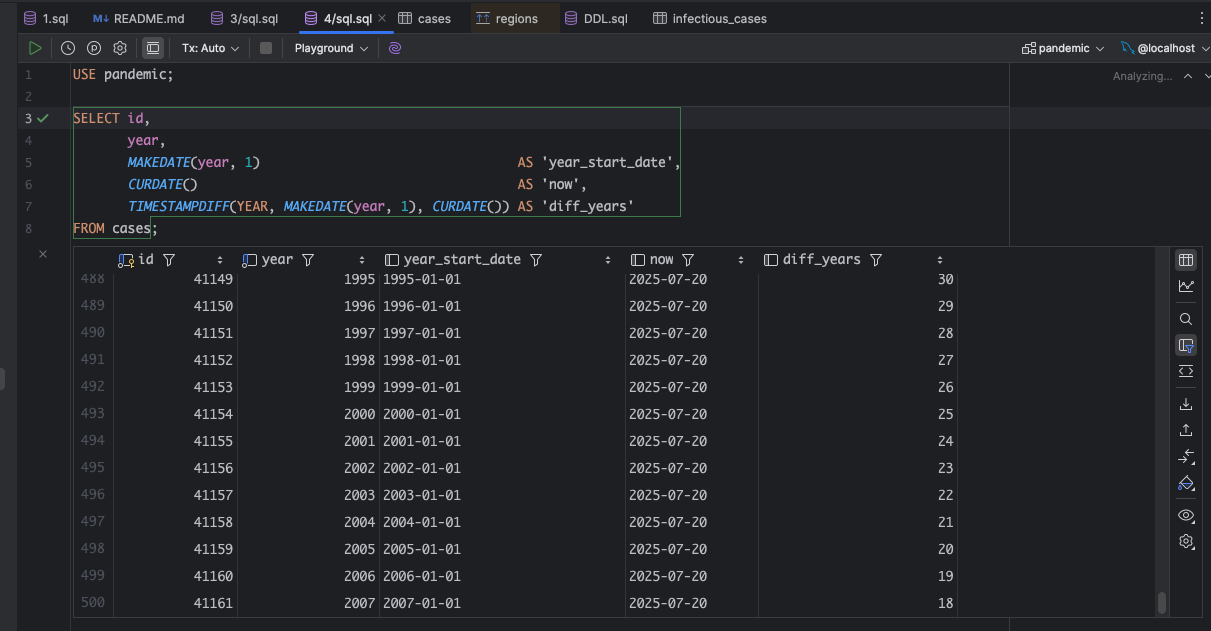 1.sql M↓ README.md 3/sql.sql 4/sql.sql × cases regions DDL.sql infectious_cases
Tx: Auto Playground pandemic @localhost
1 USE pandemic; Analyzing...
2
3 SELECT id,
4 year,
5 MAKEDATE(year, 1) AS 'year_start_date',
6 CURDATE() AS 'now',
7 TIMESTAMPDIFF(YEAR, MAKEDATE(year, 1), CURDATE()) AS 'diff_years'
8 FROM cases;
id year year_start_date now diff_years
488 41149 1995 1995-01-01 2025-07-20 30
489 41150 1996 1996-01-01 2025-07-20 29
490 41151 1997 1997-01-01 2025-07-20 28
491 41152 1998 1998-01-01 2025-07-20 27
492 41153 1999 1999-01-01 2025-07-20 26
493 41154 2000 2000-01-01 2025-07-20 25
494 41155 2001 2001-01-01 2025-07-20 24
495 41156 2002 2002-01-01 2025-07-20 23
496 41157 2003 2003-01-01 2025-07-20 22
497 41158 2004 2004-01-01 2025-07-20 21
498 41159 2005 2005-01-01 2025-07-20 20
499 41160 2006 2006-01-01 2025-07-20 19
500 41161 2007 2007-01-01 2025-07-20 18